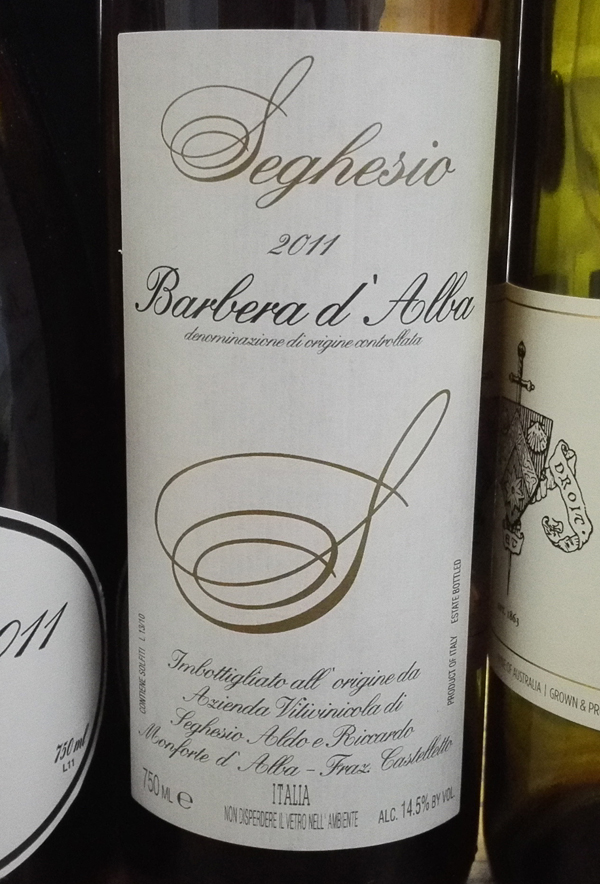 Seghesio
2011
Barbera d'Alba
denominazione di origine controllata
CONTIENE SOLFITI L 13/10
PRODUCT OF ITALY ESTATE BOTTLED
Imbottigliato all'origine da
Azienda Vitivinicola di
Seghesio Aldo e Riccardo
Monforte d'Alba - Fraz. Castelletto
750 ML e
ITALIA
NON DISPERDERE IL VETRO NELL'AMBIENTE
ALC. 14.5% BY VOL.
011
750 ml
L11
DROIT
1863
OF AUSTRALIA | GROWN & PR